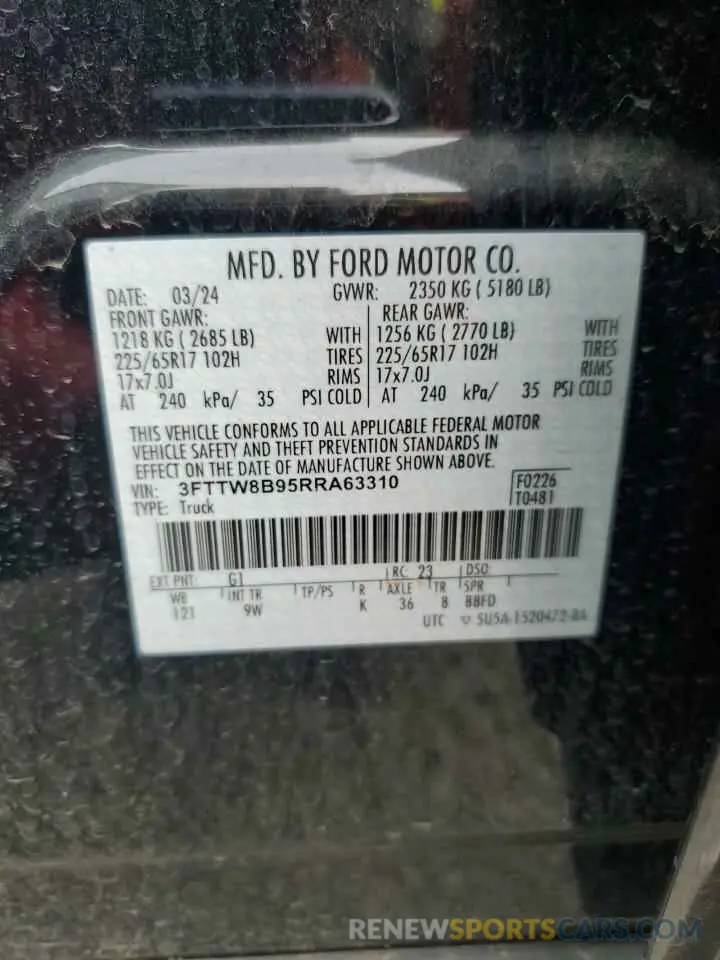 MFD. BY FORD MOTOR CO.
DATE: 03/24 GVWR: 2350 KG ( 5180 LB)
FRONT GAWR: REAR GAWR:
1218 KG ( 2685 LB) WITH 1256 KG ( 2770 LB) WITH
225/65R17 102H TIRES 225/65R17 102H TIRES
17x7.0J RIMS 17x7.0J RIMS
AT 240 kPa/ 35 PSI COLD AT 240 kPa/ 35 PSI COLD
THIS VEHICLE CONFORMS TO ALL APPLICABLE FEDERAL MOTOR
VEHICLE SAFETY AND THEFT PREVENTION STANDARDS IN
EFFECT ON THE DATE OF MANUFACTURE SHOWN ABOVE.
VIN: 3FTTW8B95RRA63310 F0226
TYPE: Truck T0481
EXT PNT: G1 RC: 23 DSO:
WB INT TR TP/PS R AXLE TR SPR
121 9W K 36 8 BBFD
UTC 5U5A-1520472-BA
RENEWSPORTSCARS.COM